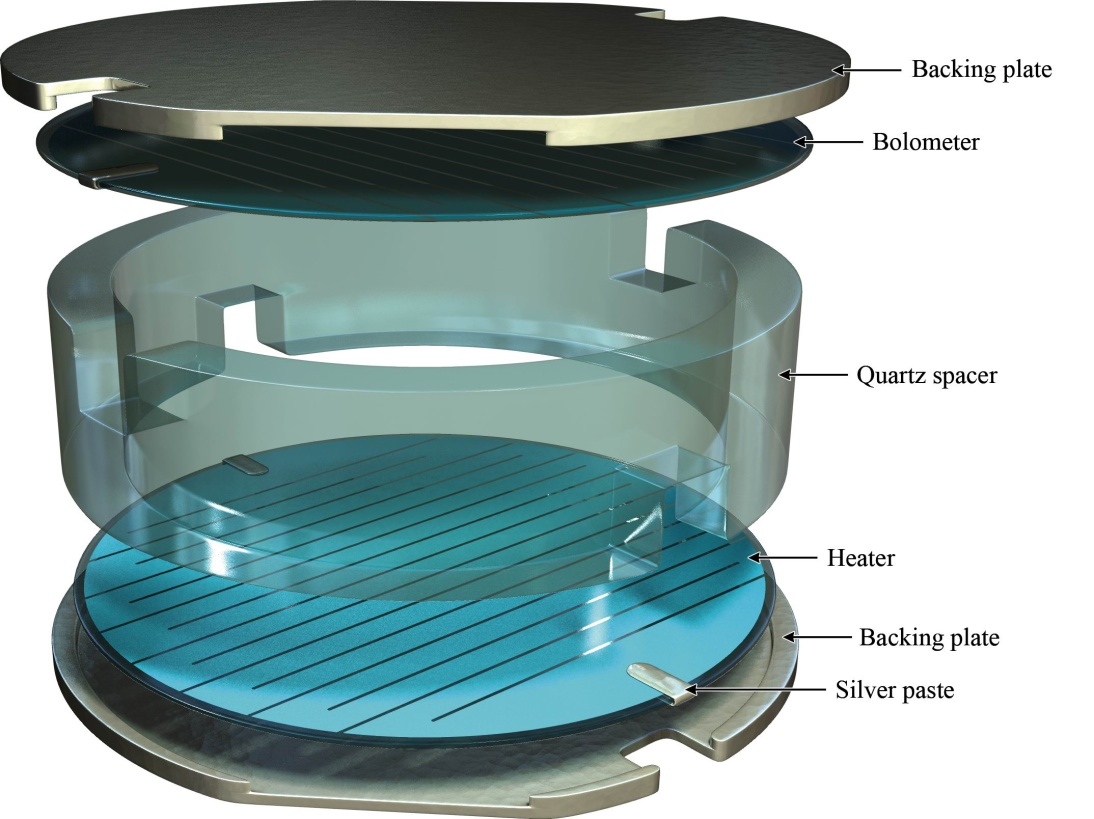 Backing plate
Bolometer
Quartz spacer
Heater
Backing plate
Silver paste